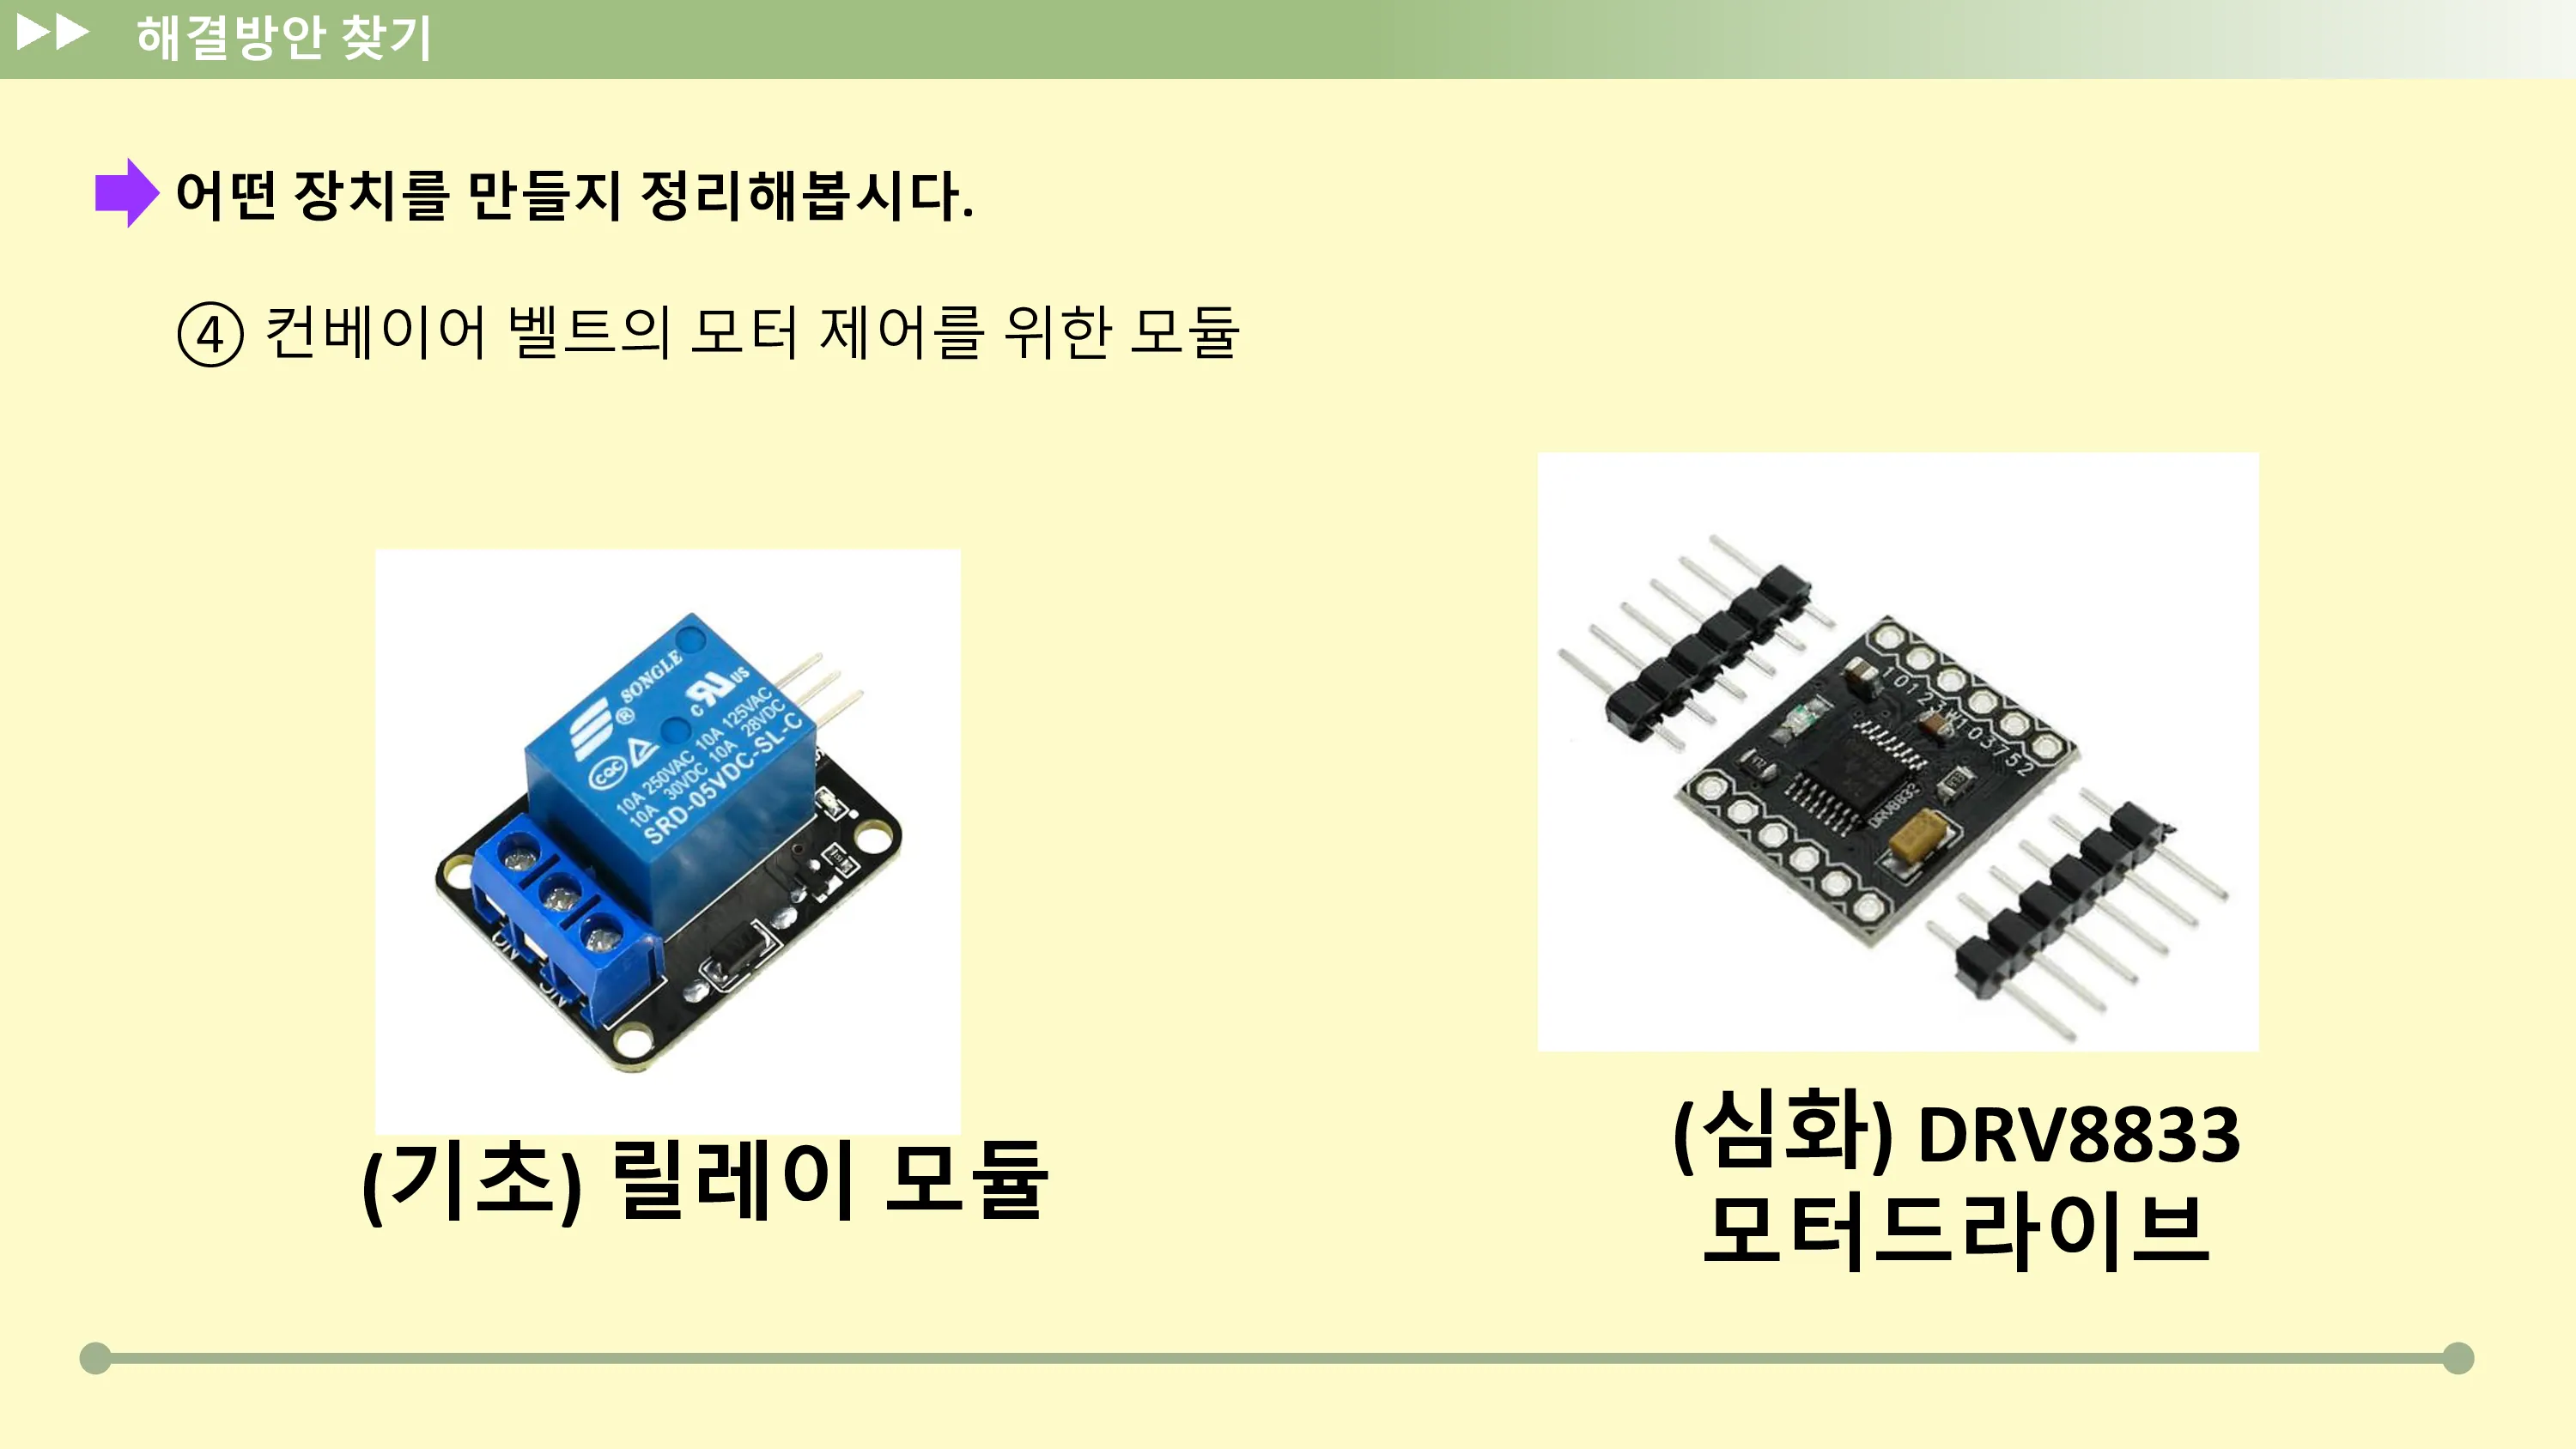 해결방안 찾기
어떤 장치를 만들지 정리해봅시다.
④ 컨베이어 벨트의 모터 제어를 위한 모듈
SONGLE
®
c US
CQC
10A 250VAC 10A 125VAC
10A 30VDC 10A 28VDC
SRD-05VDC-SL-C
(기초) 릴레이 모듈
(심화) DRV8833
모터드라이브